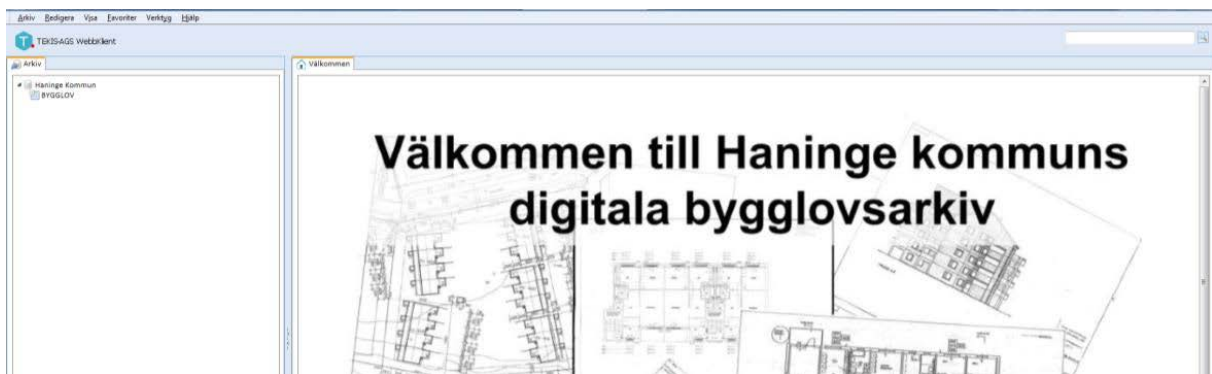 Arkiv Redigera Visa Favoriter Verktyg Hjälp
TEKIS-AGS Webbklient
Arkiv
Välkommen
Haninge Kommun
BYGGLOV
Välkommen till Haninge kommuns
digitala bygglovsarkiv